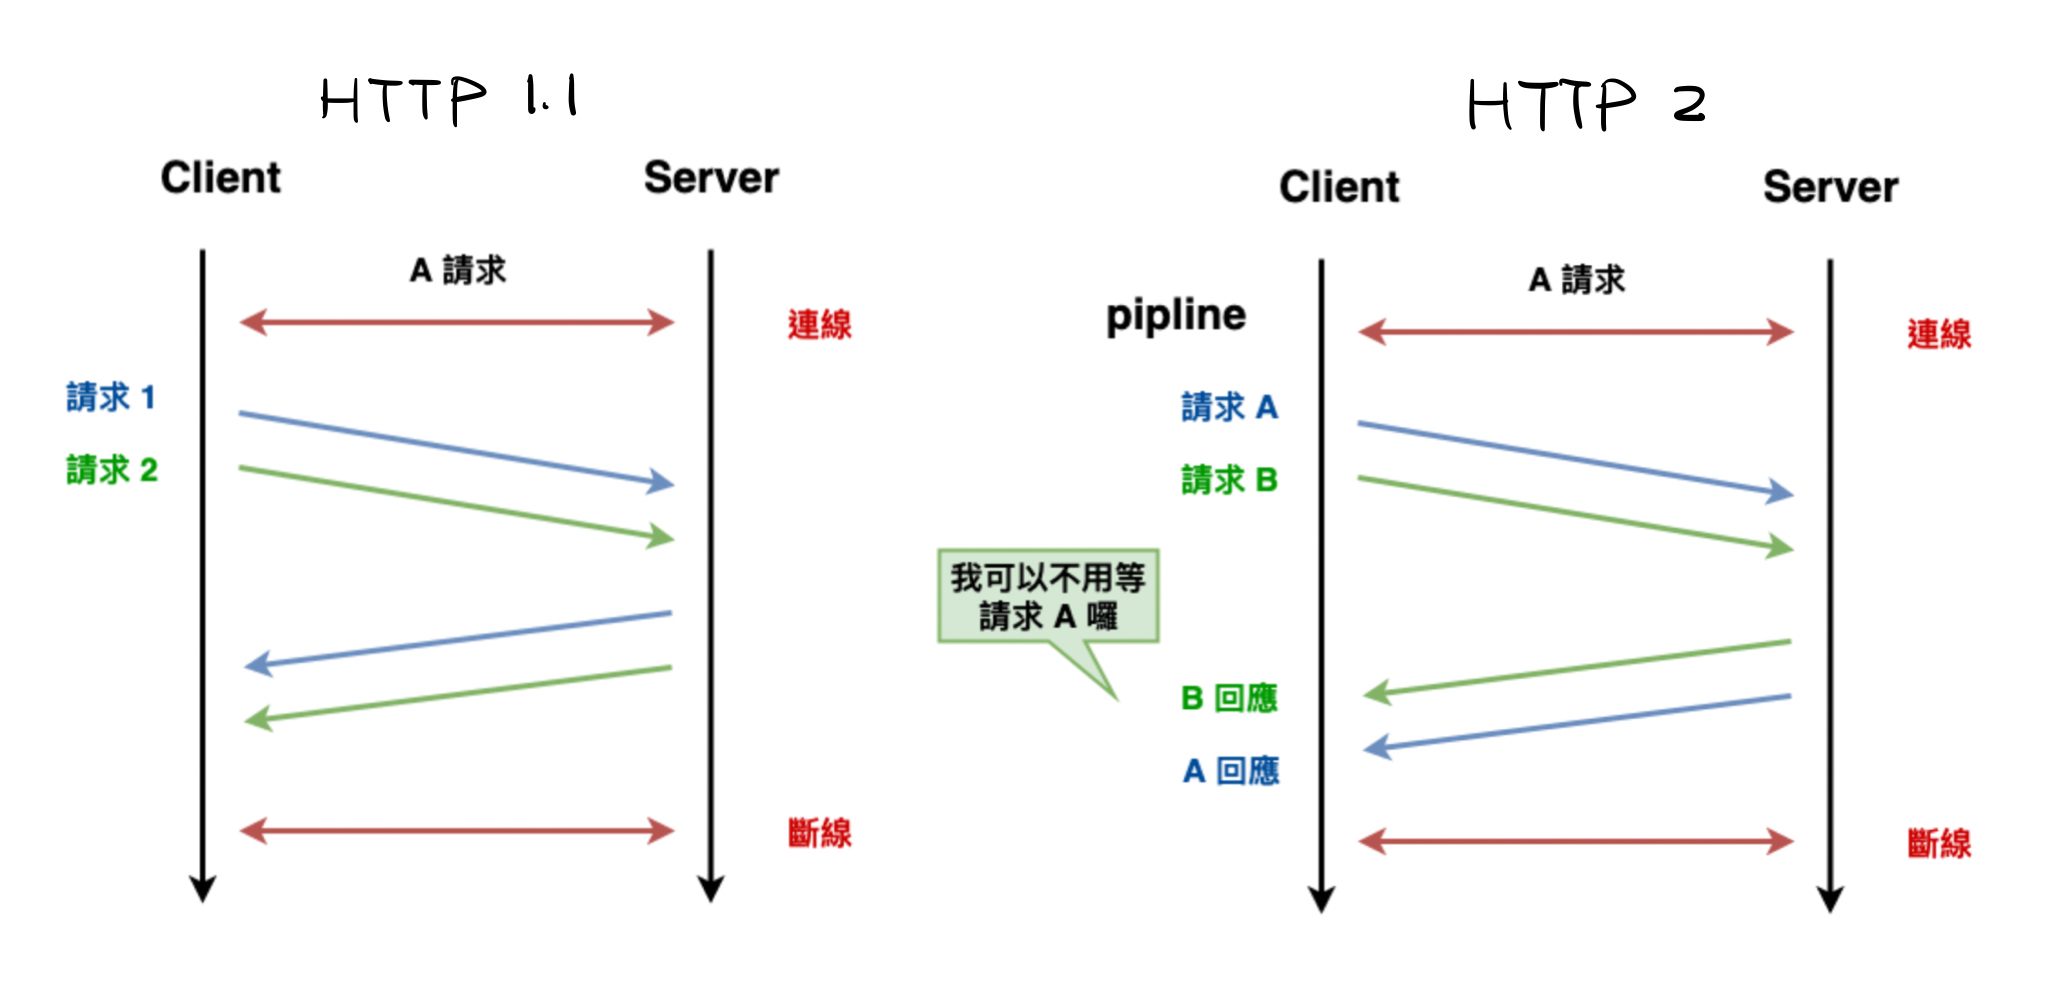 HTTP 1.1
Client
Server
A 請求
連線
請求 1
請求 2
斷線
HTTP 2
Client
Server
A 請求
pipline
連線
請求 A
請求 B
我可以不用等
請求 A 囉
B 回應
A 回應
斷線